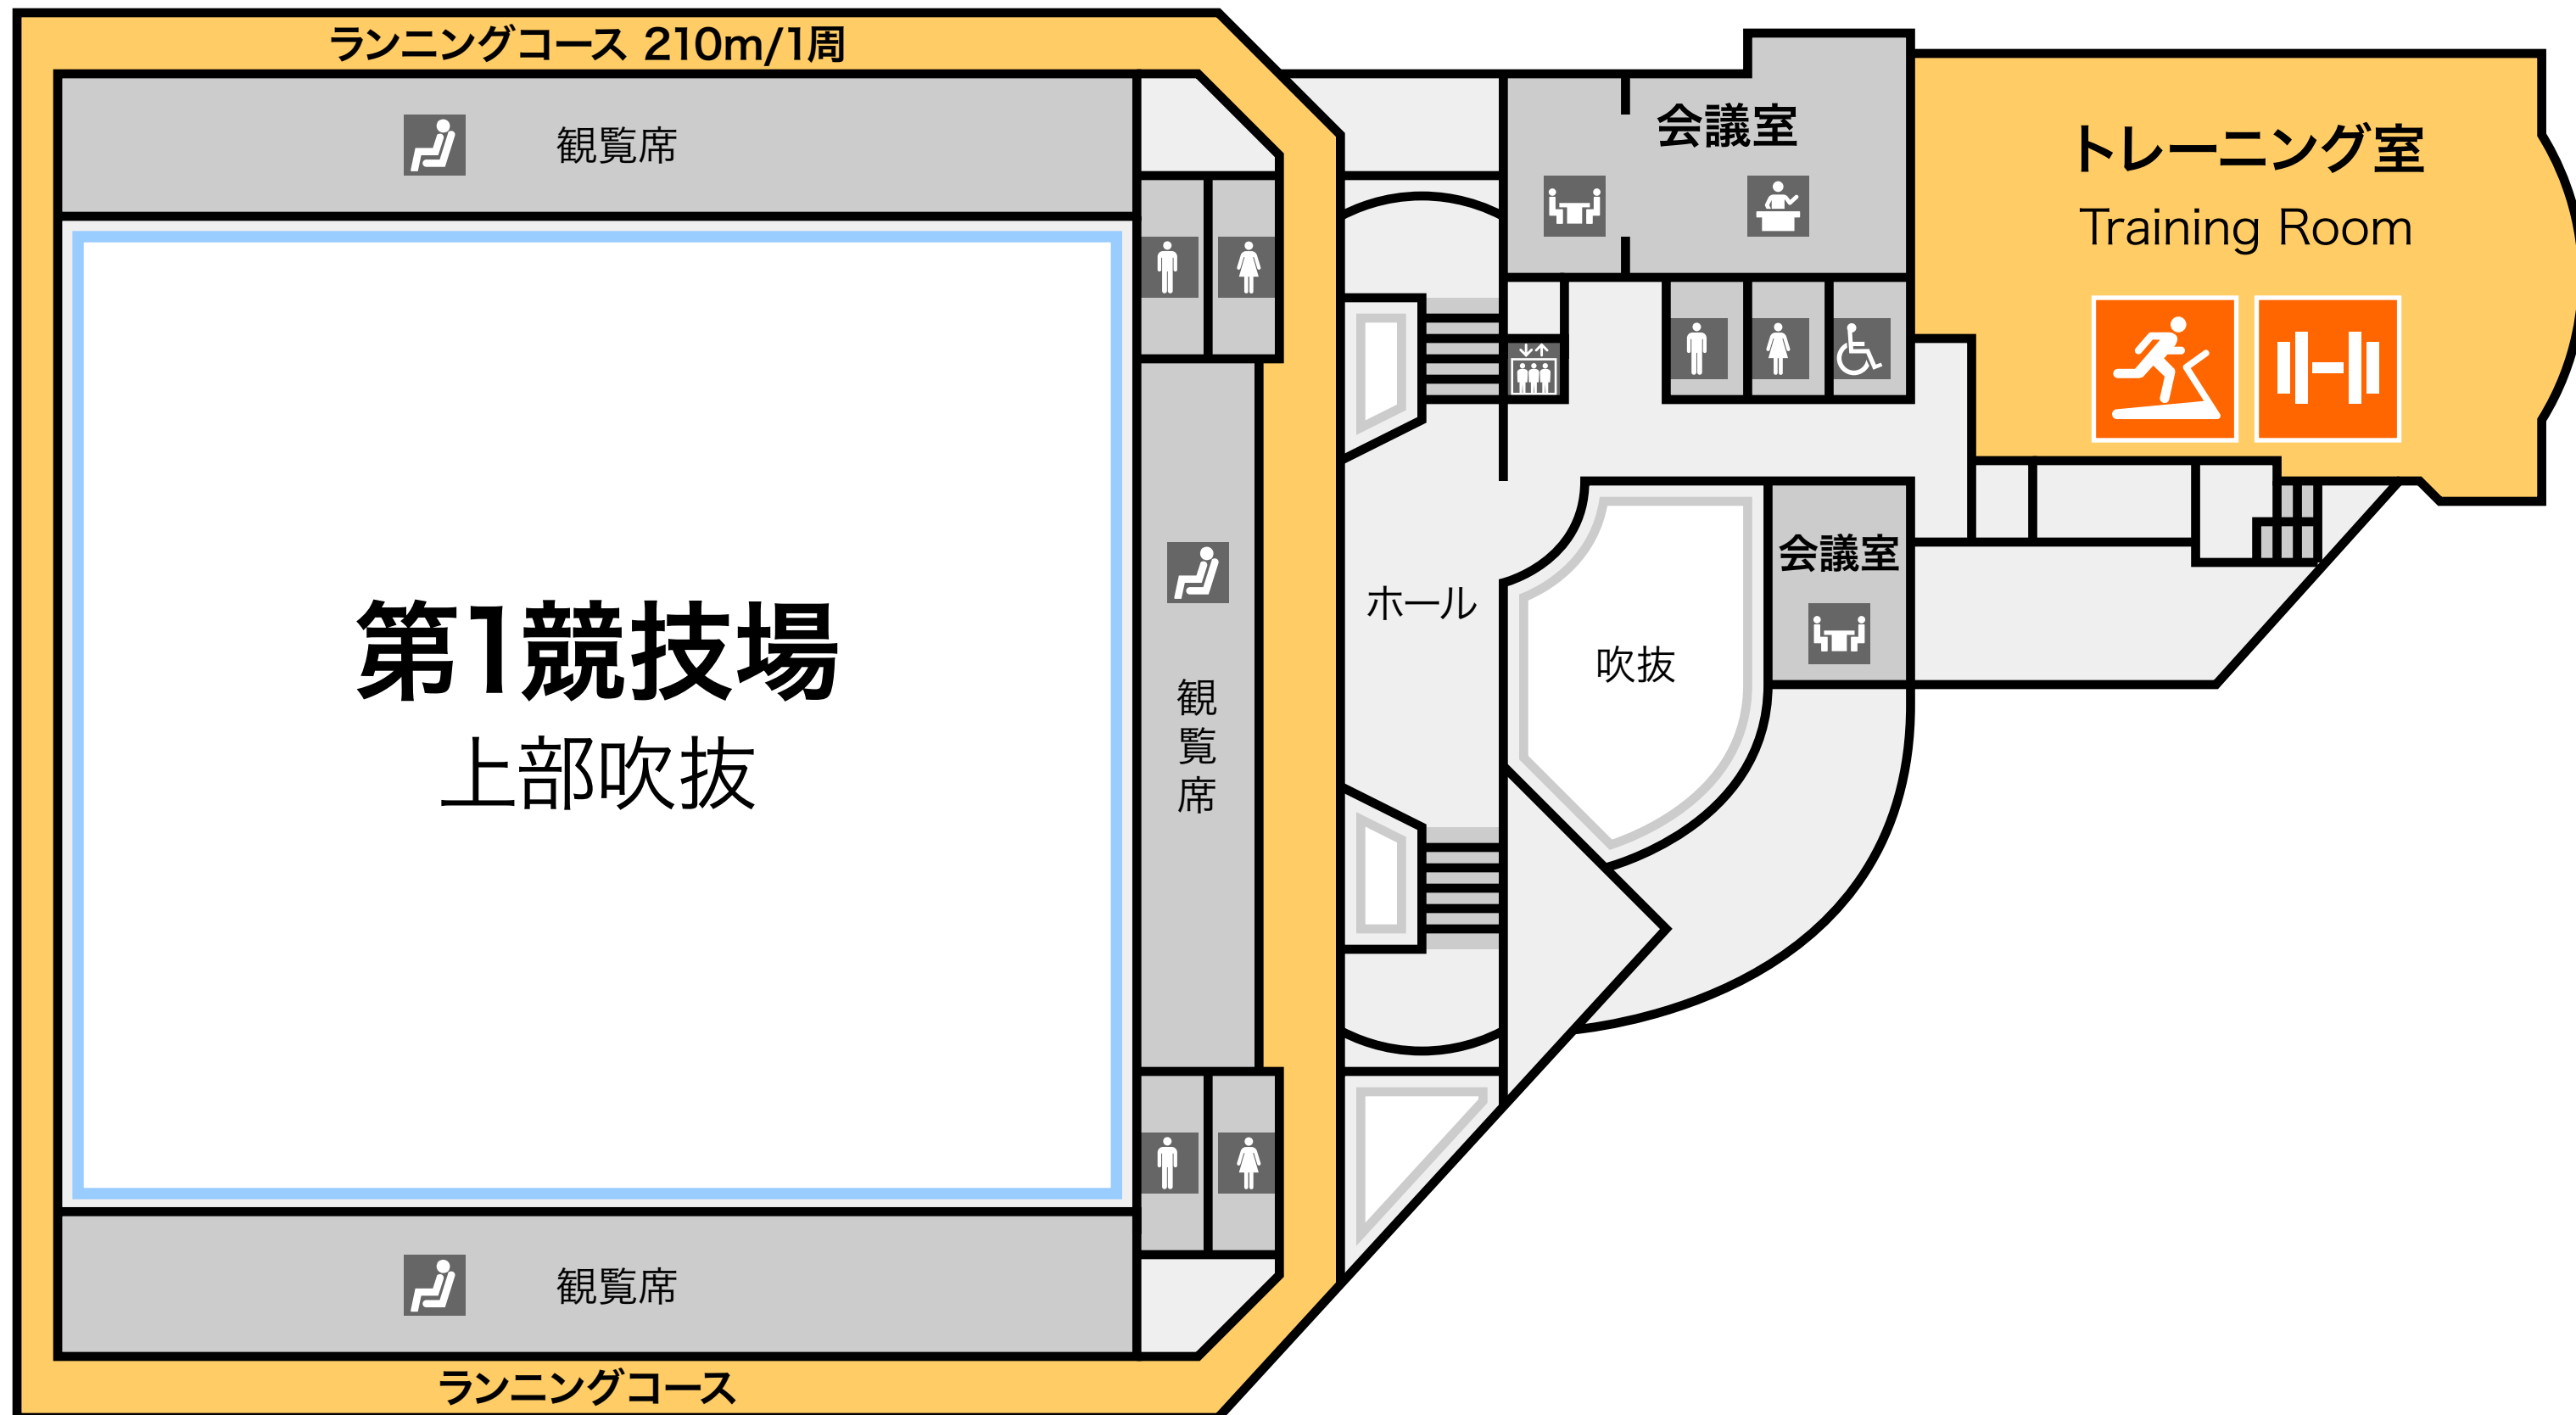 ランニングコース 210m/1周
観覧席
会議室
トレーニング室
Training Room
第1競技場
上部吹抜
観覧席
ホール
吹抜
会議室
観覧席
ランニングコース